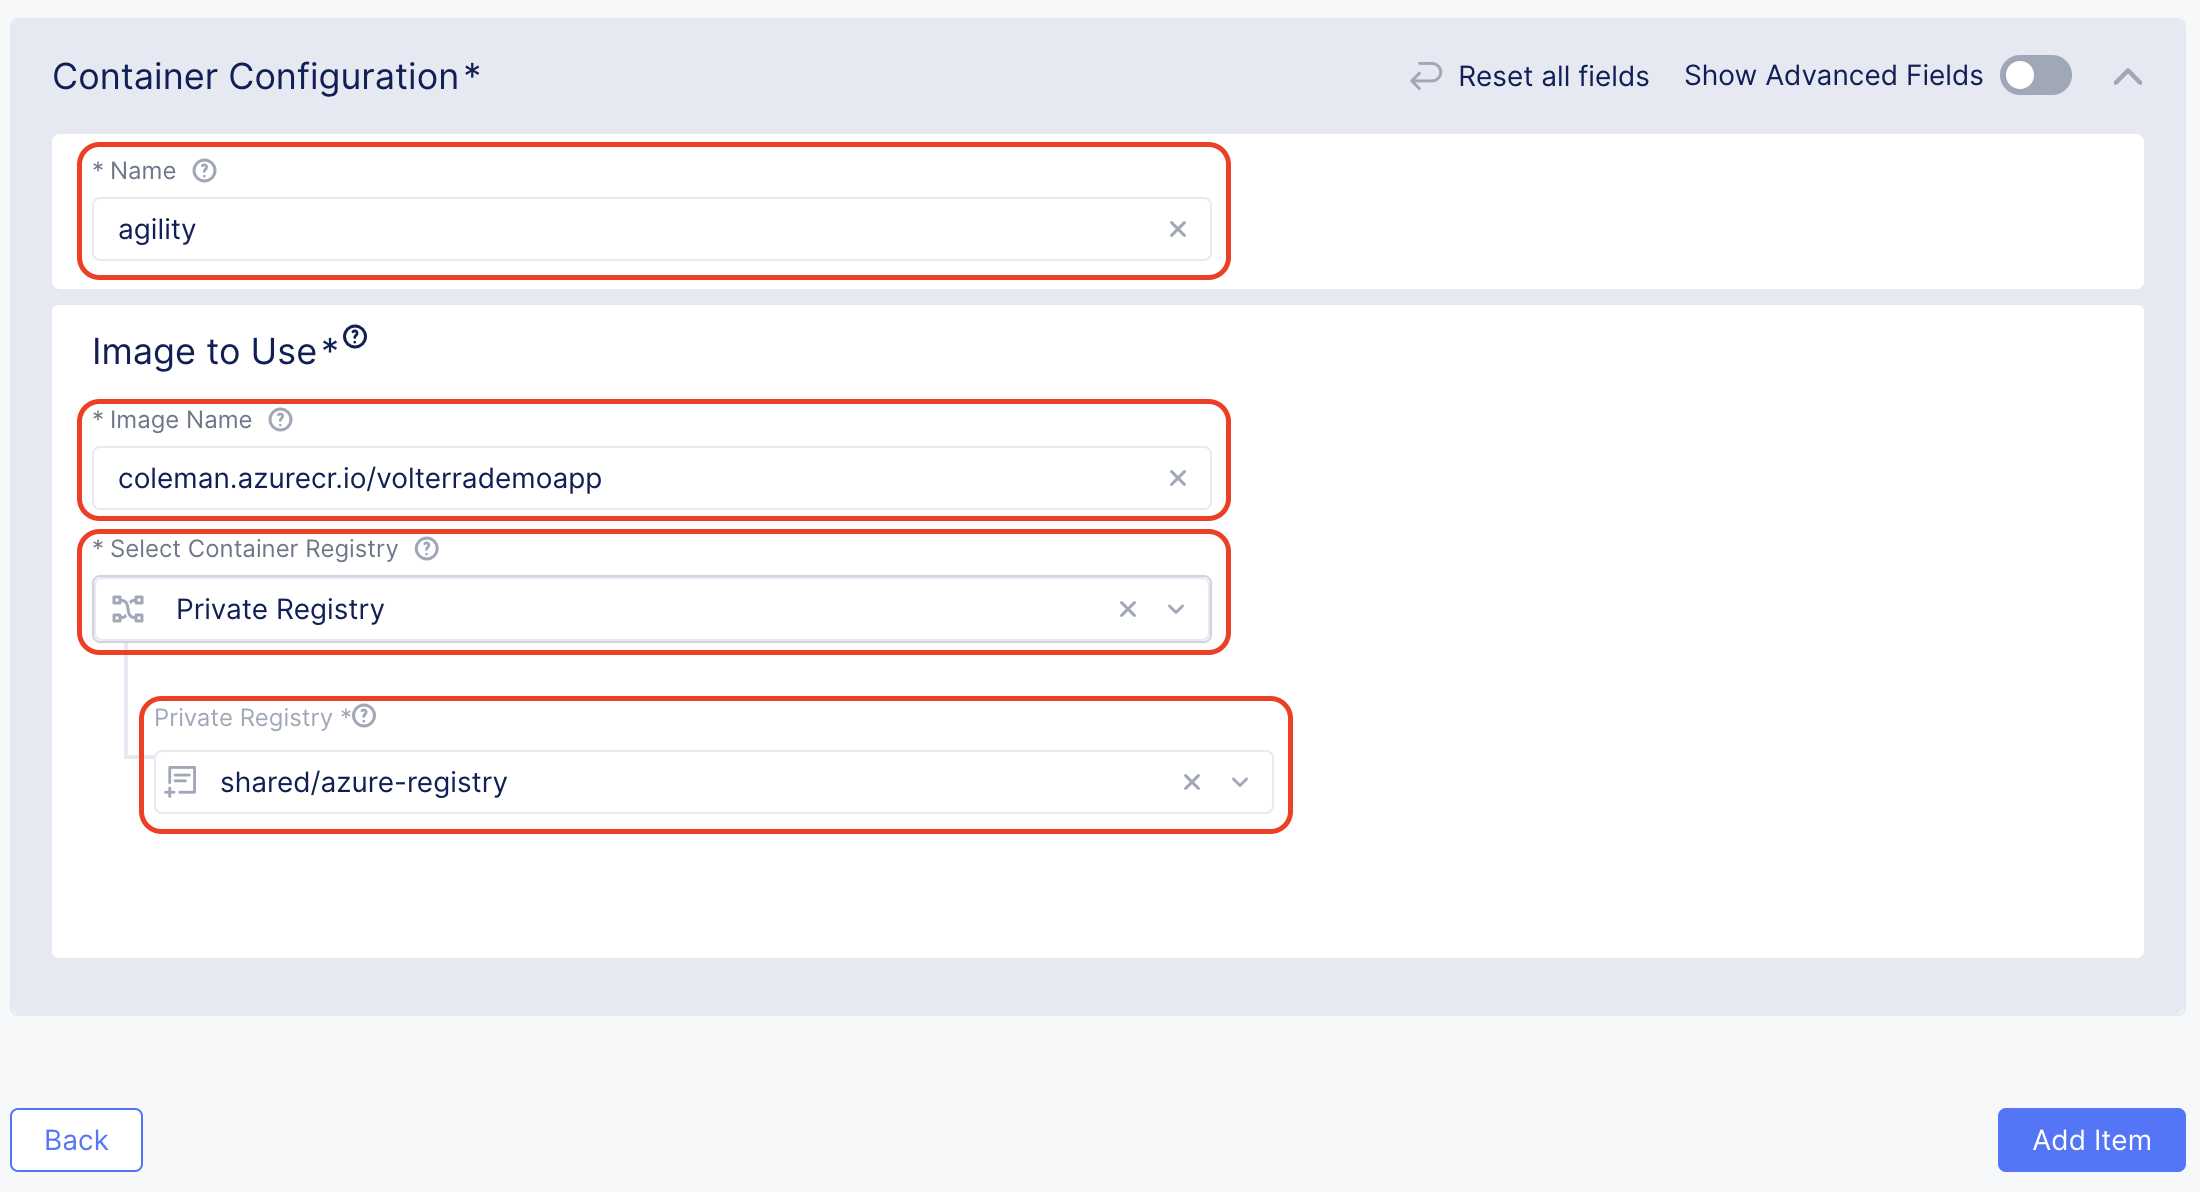 Container Configuration*
Reset all fields
Show Advanced Fields
* Name
agility
Image to Use*
* Image Name
coleman.azurecr.io/volterrademoapp
* Select Container Registry
Private Registry
Private Registry *
shared/azure-registry
Back
Add Item